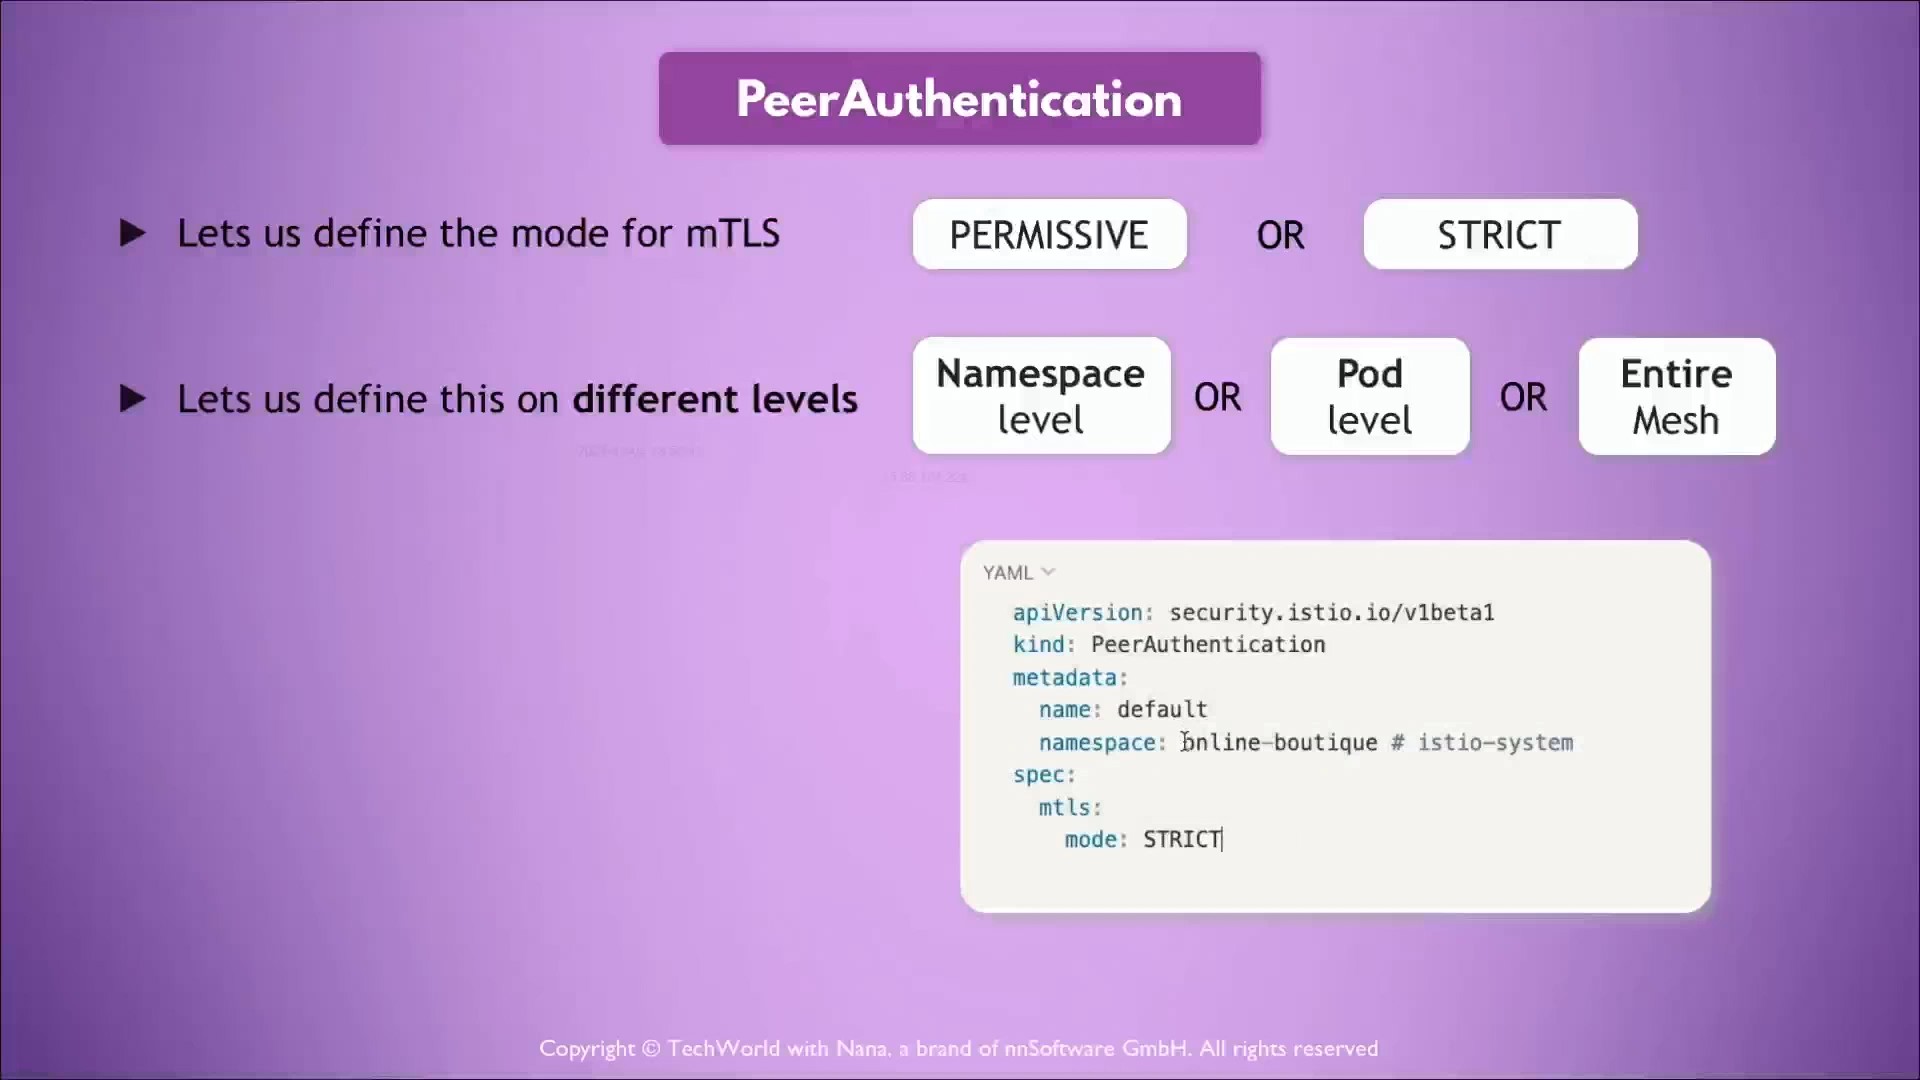 PeerAuthentication
Lets us define the mode for mTLS
PERMISSIVE OR STRICT
Lets us define this on different levels
Namespace level OR Pod level OR Entire Mesh
YAML
apiVersion: security.istio.io/v1beta1
kind: PeerAuthentication
metadata:
name: default
namespace: online-boutique # istio-system
spec:
mtls:
mode: STRICT
Copyright © TechWorld with Nana, a brand of nnSoftware GmbH. All rights reserved